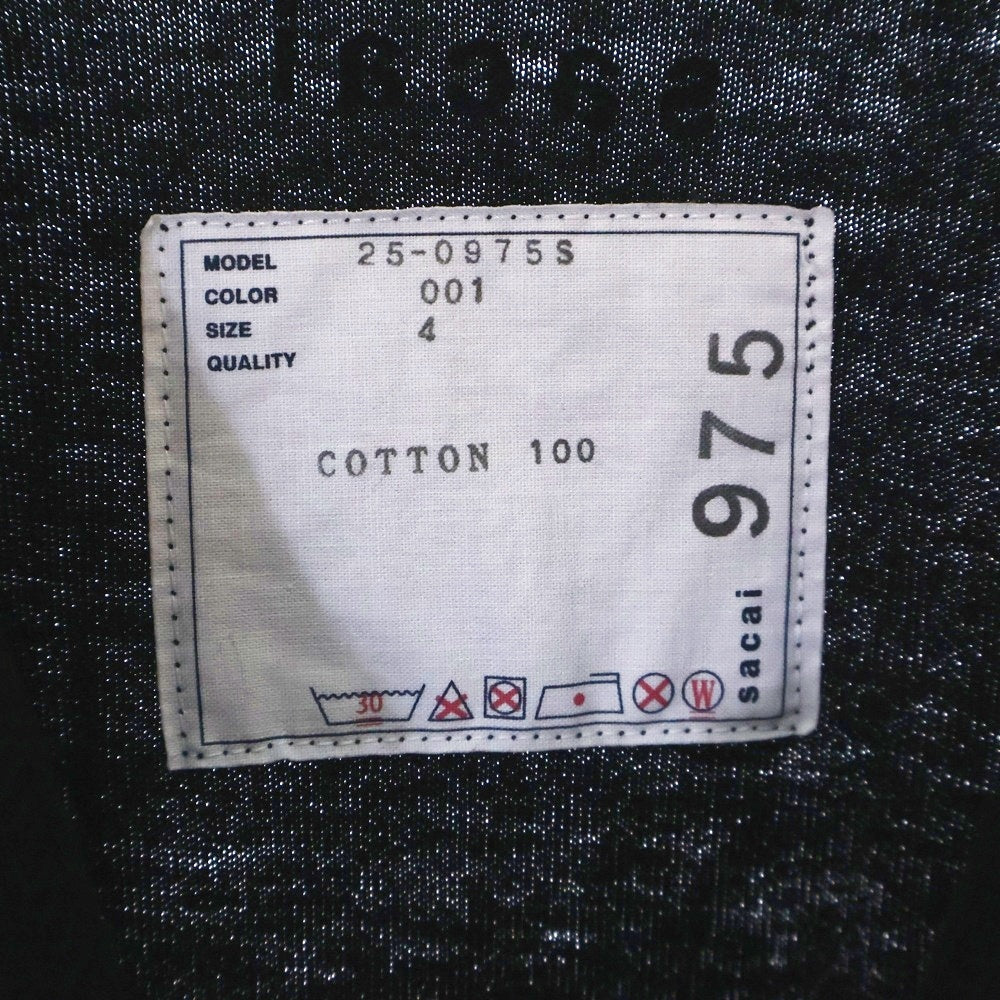 MODEL 25-0975S
COLOR 001
SIZE 4
QUALITY
COTTON 100
30
W
sacai 975